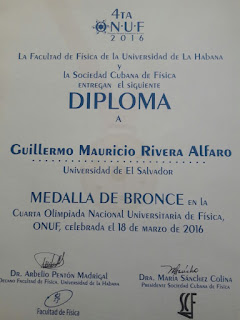 4TA
ONUF
2016
La Facultad de Física de la Universidad de La Habana
y
la Sociedad Cubana de Física
entregan el siguiente
DIPLOMA
A
Guillermo Mauricio Rivera Alfaro
Universidad de El Salvador
MEDALLA DE BRONCE en la
Cuarta Olimpiada Nacional Universitaria de Física,
ONUF, celebrada el 18 de marzo de 2016
Dr. Arbelio Pentón Madrigal
Decano Facultad de Física, Universidad de la Habana
Dra. María Sánchez Colina
Presidenta Sociedad Cubana de Física
Facultad de Física
SCF